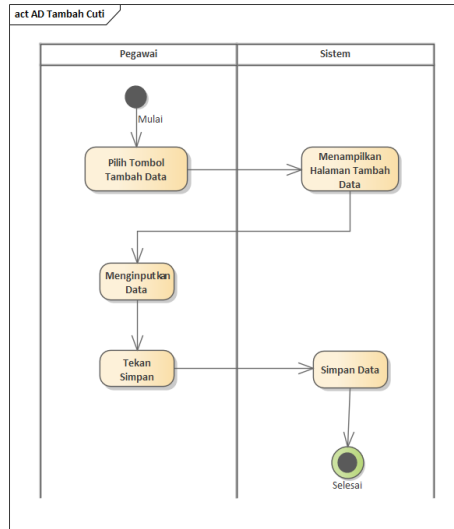 act AD Tambah Cuti
Pegawai
Sistem
Mulai
Pilih Tombol
Tambah Data
Menampilkan
Halaman Tambah
Data
Menginputkan
Data
Tekan
Simpan
Simpan Data
Selesai